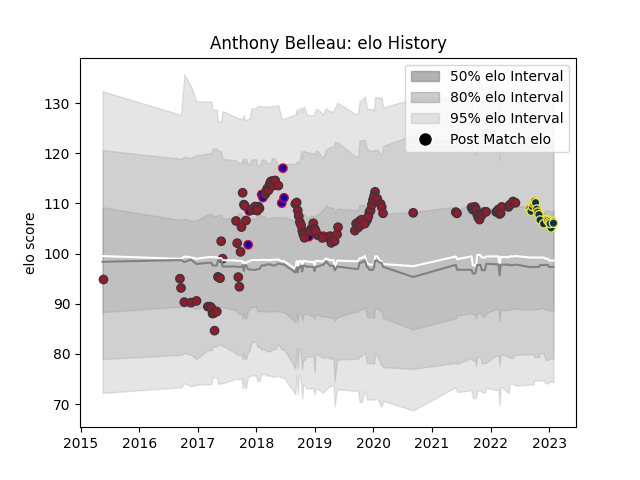 Anthony Belleau: elo History
50% elo Interval
80% elo Interval
95% elo Interval
Post Match elo
elo score
130
120
110
100
90
80
70
2015 2016 2017 2018 2019 2020 2021 2022 2023